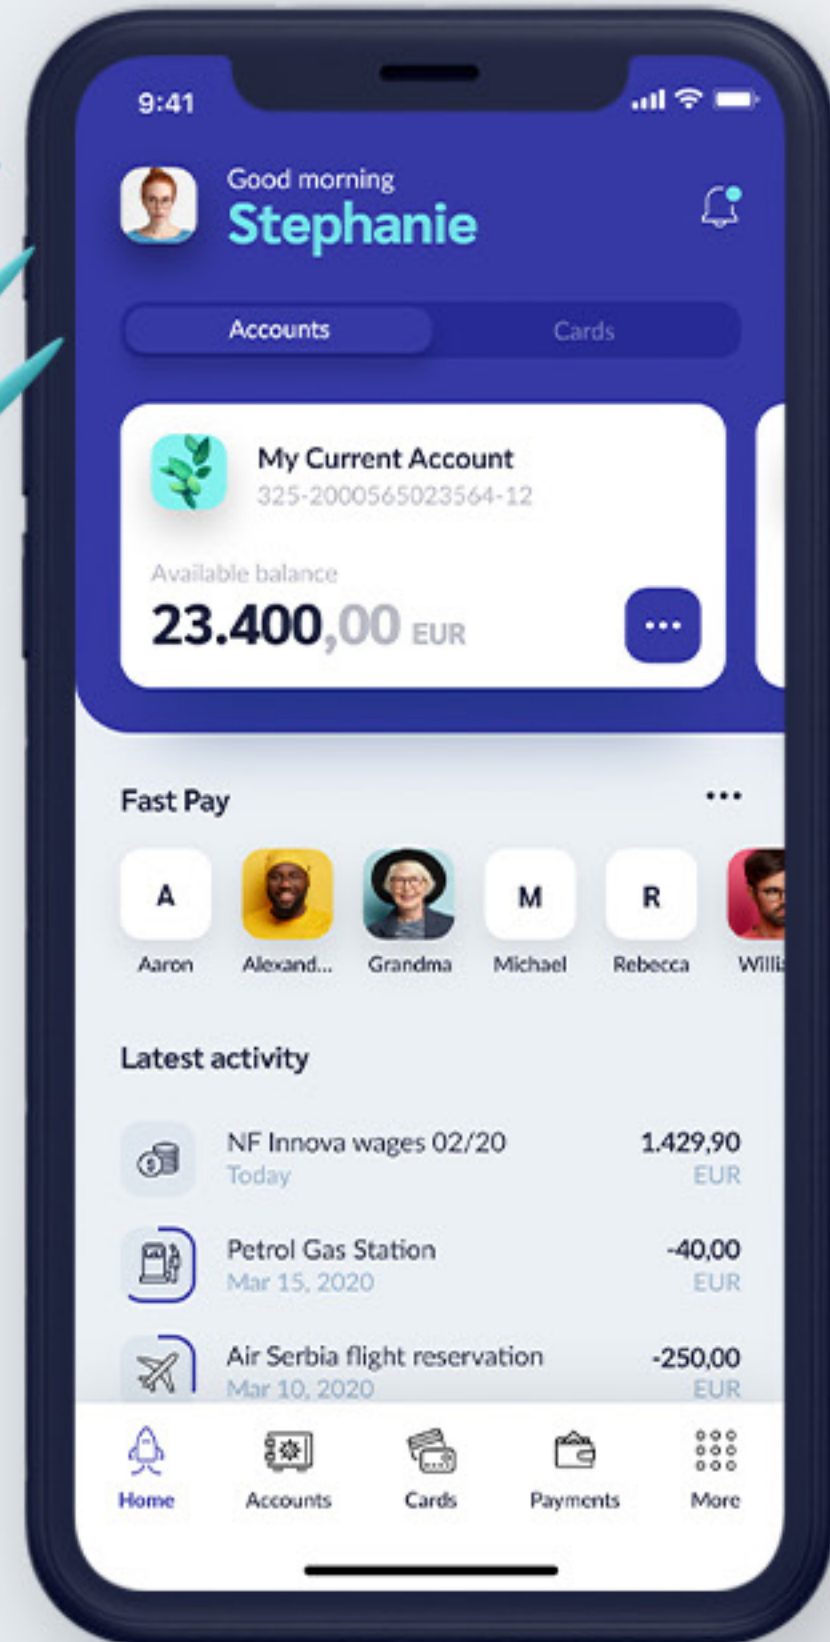 9:41
Good morning
Stephanie
Accounts
Cards
My Current Account
325-2000565023564-12
Available balance
23.400,00 EUR
Fast Pay
A
M
R
Aaron
Alexand...
Grandma
Michael
Rebecca
Willia
Latest activity
NF Innova wages 02/20
1.429,90
Today
EUR
Petrol Gas Station
-40,00
Mar 15, 2020
EUR
Air Serbia flight reservation
-250,00
Mar 10, 2020
EUR
Home
Accounts
Cards
Payments
More